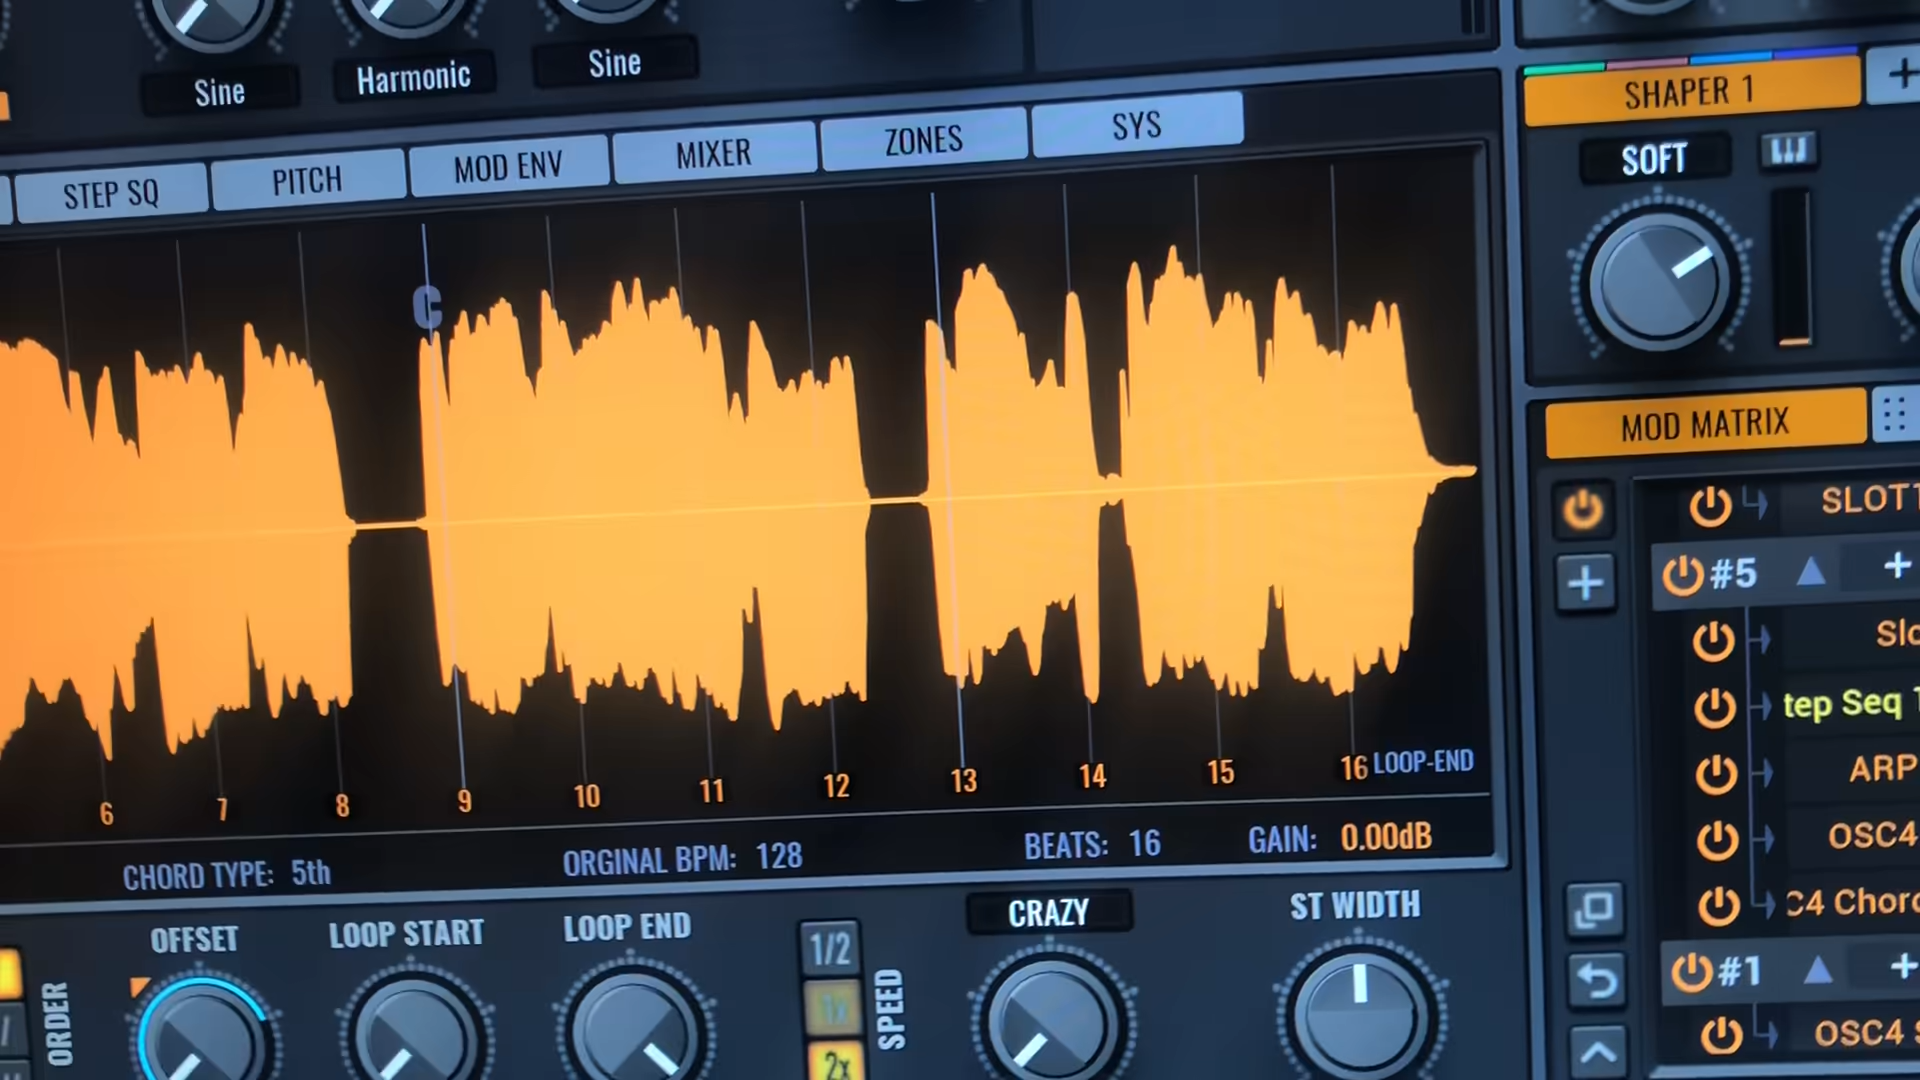 Sine
Harmonic
Sine
STEP SQ
PITCH
MOD ENV
MIXER
ZONES
SYS
C
6
7
8
9
10
11
12
13
14
15
16
LOOP-END
CHORD TYPE: 5th
ORGINAL BPM: 128
BEATS: 16
GAIN: 0.00dB
OFFSET
LOOP START
LOOP END
ORDER
1/2
1x
2x
SPEED
CRAZY
ST WIDTH
SHAPER 1
+
SOFT
MOD MATRIX
SLOT
#5
+
Slo
tep Seq
ARP
OSC4
C4 Chord
#1
+
OSC4